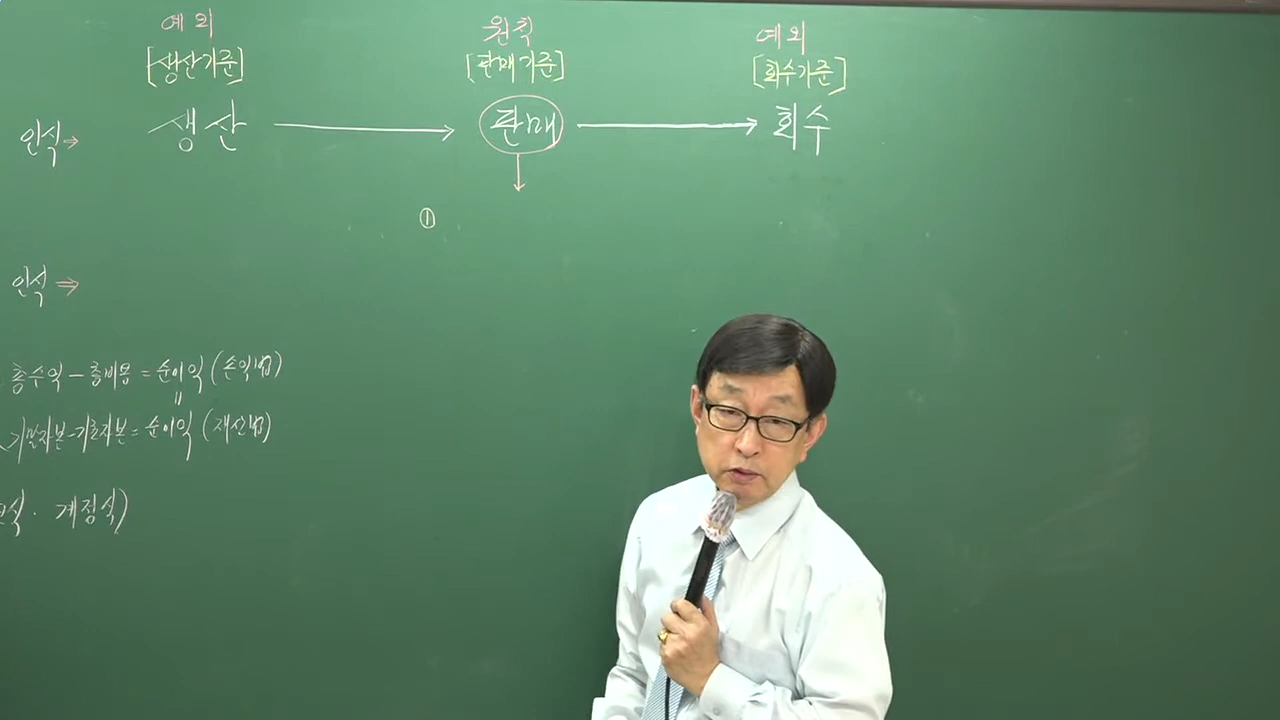 예외 원칙 예외
[생산기준] [판매기준] [회수기준]
인식→ 생산 → 판매 → 회수
↓
①
인식 ⇒
총수익 - 총비용 = 순이익 (손익법)
=
기말자본 - 기초자본 = 순이익 (재산법)
식 · 계정식)